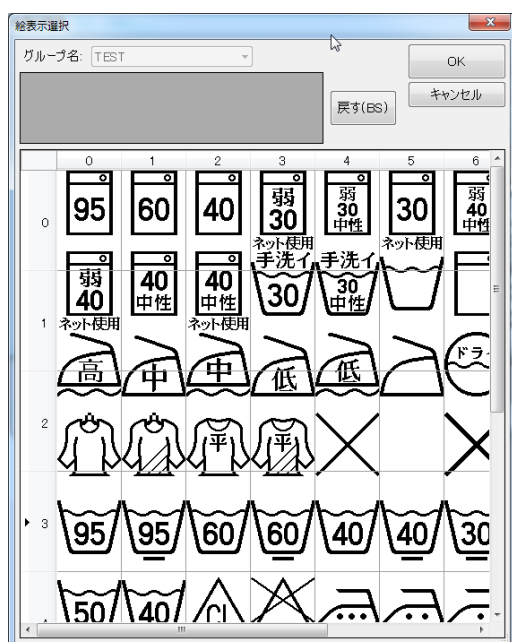 絵表示選択
グループ名: TEST
OK
戻す(BS)
キャンセル
0 1 2 3 4 5 6
0
95 60 40 弱 30 弱 30 中性 30 弱 40 中性
ネット使用 ネット使用
手洗イ 手洗イ
1
弱 40 40 中性 40 中性 30 30 中性
ネット使用 ネット使用
高 中 中 低 低 ドラ
2
平 平
3
95 95 60 60 40 40 30
50 40 CL